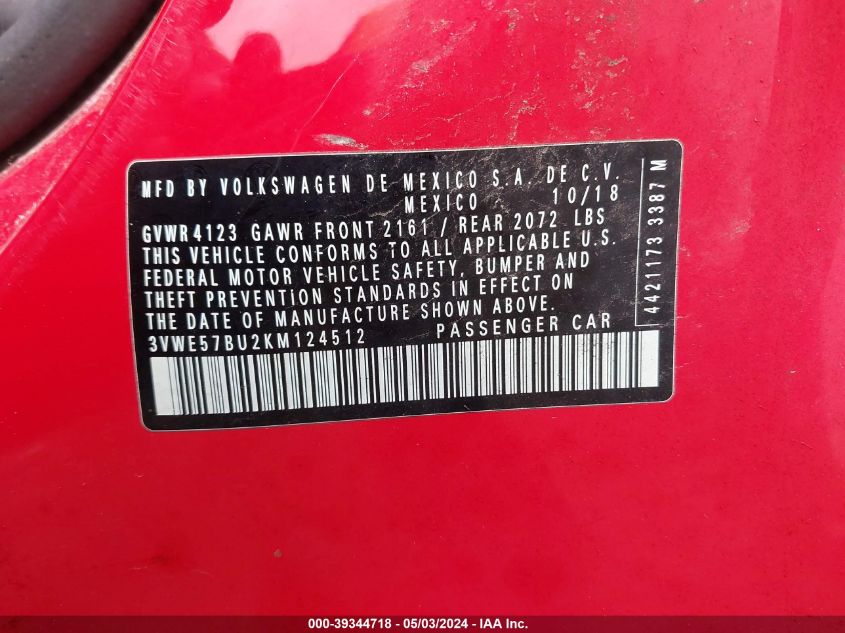 MFD BY VOLKSWAGEN DE MEXICO S.A. DE C.V.
MEXICO 10/18
GVWR 4123 GAWR FRONT 2161 / REAR 2072 LBS
THIS VEHICLE CONFORMS TO ALL APPLICABLE U.S.
FEDERAL MOTOR VEHICLE SAFETY, BUMPER AND
THEFT PREVENTION STANDARDS IN EFFECT ON
THE DATE OF MANUFACTURE SHOWN ABOVE.
3VWE57BU2KM124512 PASSENGER CAR
4421173 3387 M
000-39344718 - 05/03/2024 - IAA Inc.